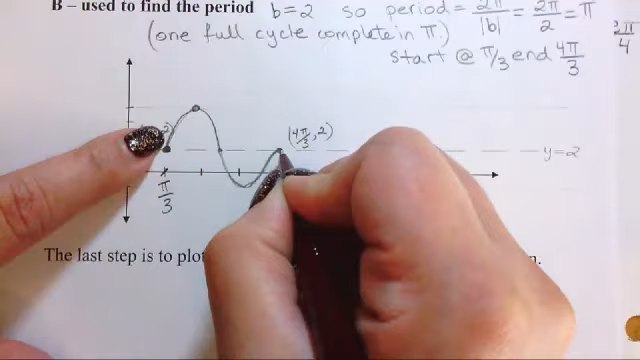 B – used to find the period b=2 so period = 2π/|b| = 2π/2 = π
(one full cycle complete in π.)
start @ π/3 end 4π/3
3π/4
(4π/3, 2)
y=2
π/3
The last step is to plot